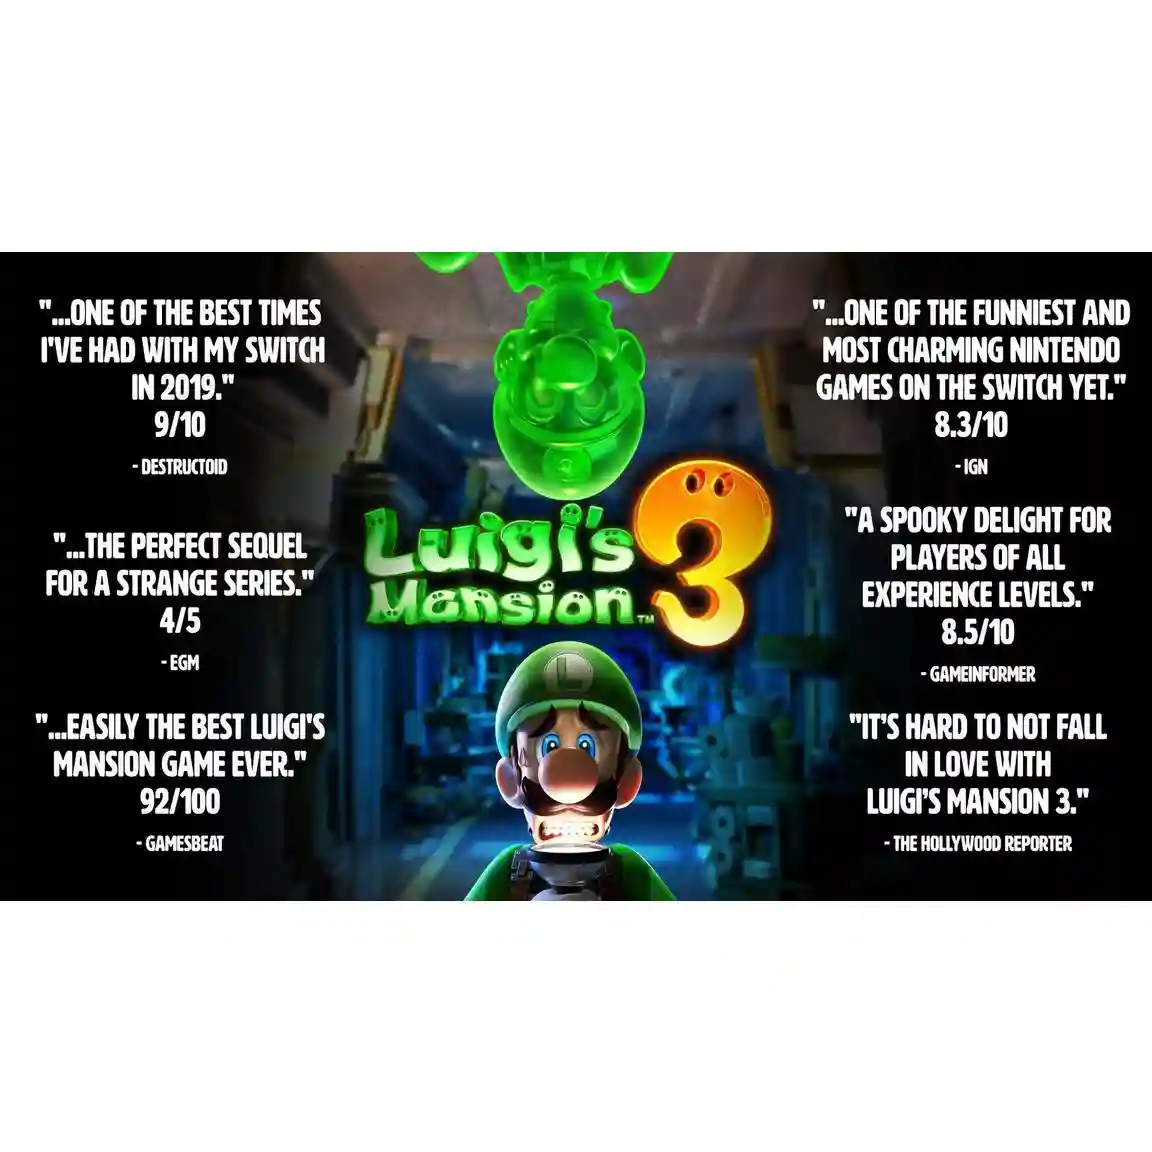 "...ONE OF THE BEST TIMES
I'VE HAD WITH MY SWITCH
IN 2019."
9/10
- DESTRUCTOID
"...THE PERFECT SEQUEL
FOR A STRANGE SERIES."
4/5
- EGM
"...EASILY THE BEST LUIGI'S
MANSION GAME EVER."
92/100
- GAMESBEAT
Luigi's
Mansion™ 3
L
"...ONE OF THE FUNNIEST AND
MOST CHARMING NINTENDO
GAMES ON THE SWITCH YET."
8.3/10
- IGN
"A SPOOKY DELIGHT FOR
PLAYERS OF ALL
EXPERIENCE LEVELS."
8.5/10
- GAMEINFORMER
"IT'S HARD TO NOT FALL
IN LOVE WITH
LUIGI'S MANSION 3."
- THE HOLLYWOOD REPORTER